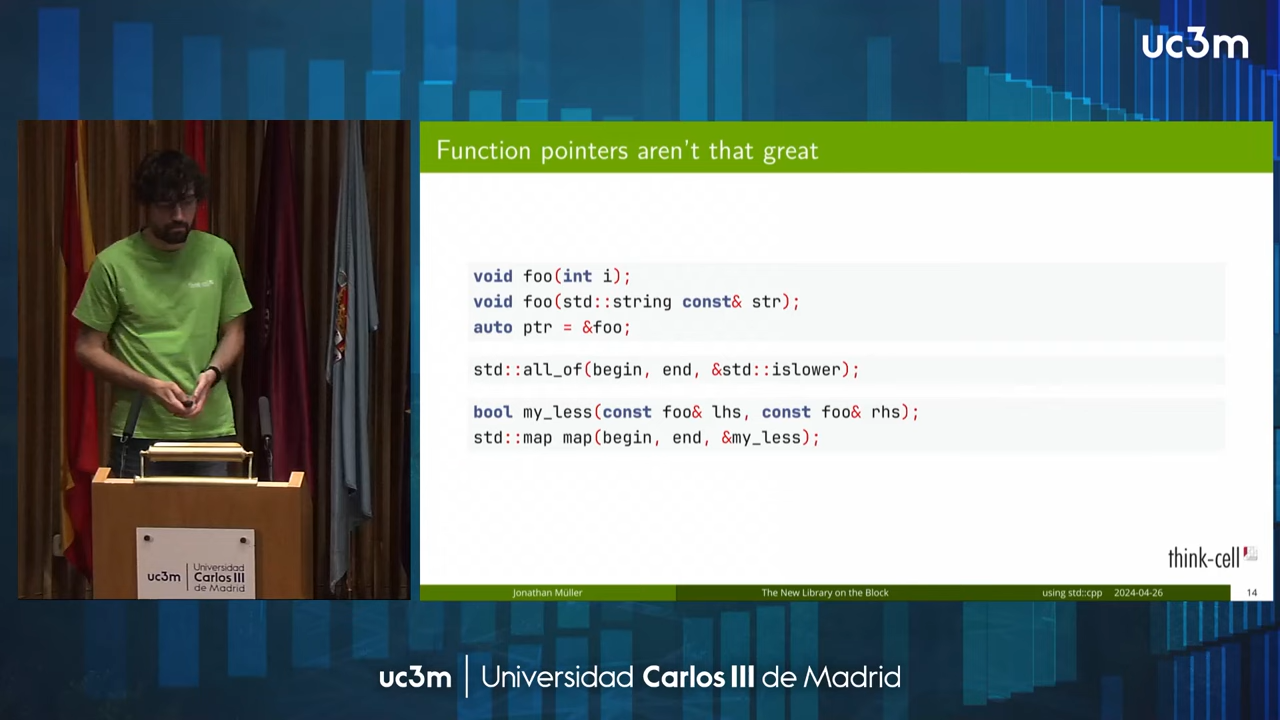 uc3m
Function pointers aren't that great
void foo(int i);
void foo(std::string const& str);
auto ptr = &foo;
std::all_of(begin, end, &std::islower);
bool my_less(const foo& lhs, const foo& rhs);
std::map map(begin, end, &my_less);
think-cell
Jonathan Müller The New Library on the Block using std::cpp 2024-04-26 14
uc3m Universidad
Carlos III
de Madrid
uc3m Universidad Carlos III de Madrid